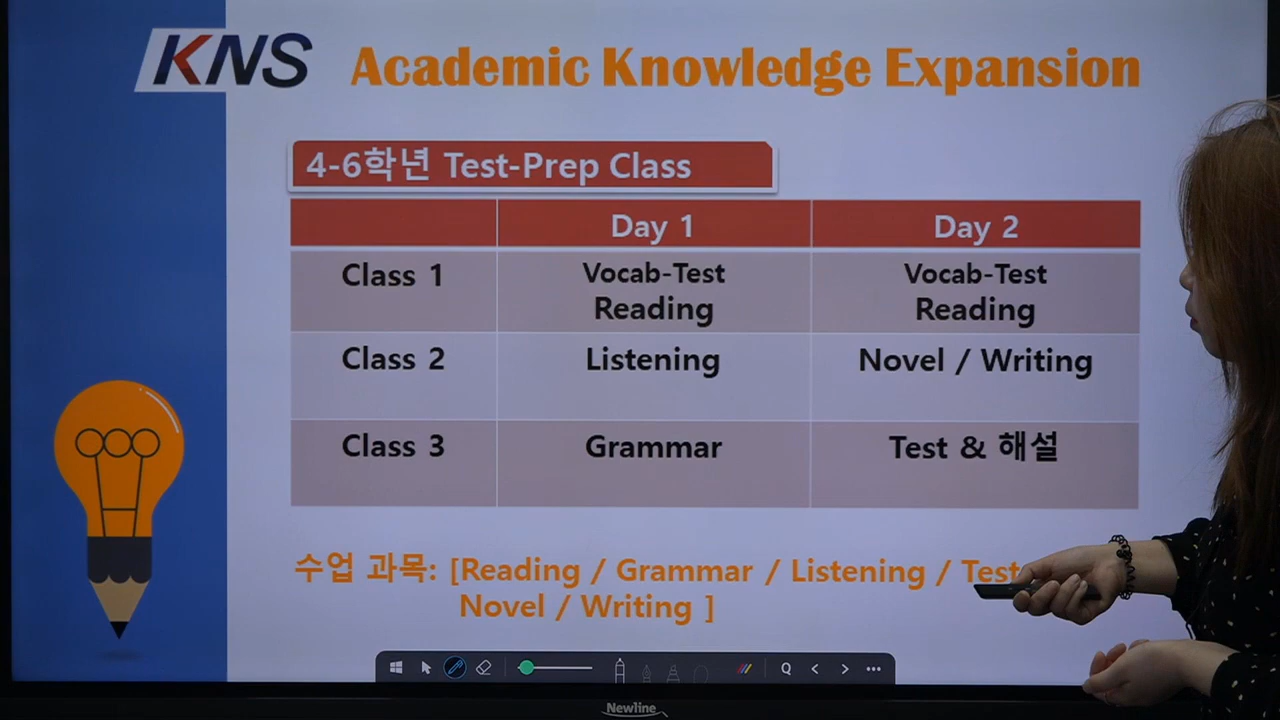 KNS
Academic Knowledge Expansion
4-6학년 Test-Prep Class
Day 1 Day 2
Class 1 Vocab-Test Reading Vocab-Test Reading
Class 2 Listening Novel / Writing
Class 3 Grammar Test & 해설
수업 과목: [Reading / Grammar / Listening / Test
Novel / Writing ]
Newline